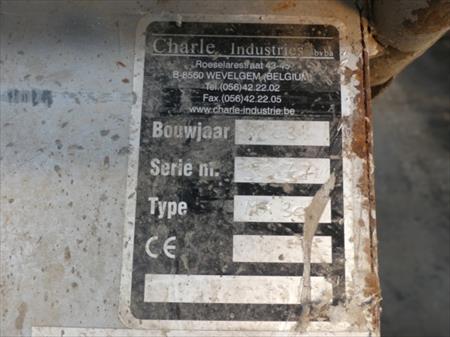 Charle Industries bvba
Roeselarestraat 43-45
B-8560 WEVELGEM (BELGIUM)
Tel.(056)42.22.02
Fax.(056)42.22.05
www.charle-industrie.be
Bouwjaar
Serie nr.
Type
CE